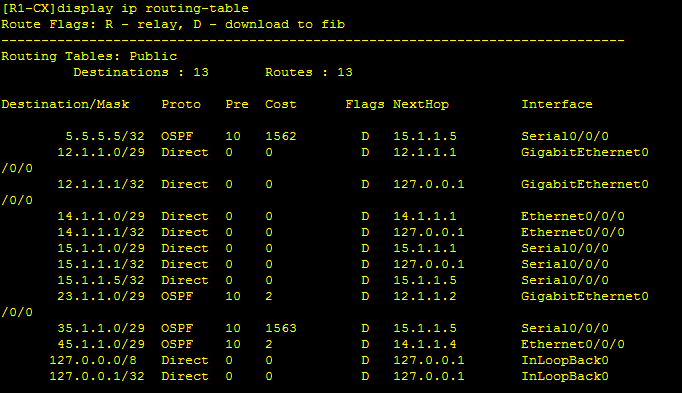 [R1-CX]display ip routing-table
Route Flags: R - relay, D - download to fib
------------------------------------------------------------------------------
Routing Tables: Public
         Destinations : 13       Routes : 13

Destination/Mask    Proto   Pre  Cost      Flags NextHop         Interface

        5.5.5.5/32  OSPF    10   1562        D   15.1.1.5        Serial0/0/0
       12.1.1.0/29  Direct  0    0           D   12.1.1.1        GigabitEthernet0
/0/0
       12.1.1.1/32  Direct  0    0           D   127.0.0.1       GigabitEthernet0
/0/0
       14.1.1.0/29  Direct  0    0           D   14.1.1.1        Ethernet0/0/0
       14.1.1.1/32  Direct  0    0           D   127.0.0.1       Ethernet0/0/0
       15.1.1.0/29  Direct  0    0           D   15.1.1.1        Serial0/0/0
       15.1.1.1/32  Direct  0    0           D   127.0.0.1       Serial0/0/0
       15.1.1.5/32  Direct  0    0           D   15.1.1.5        Serial0/0/0
       23.1.1.0/29  OSPF    10   2           D   12.1.1.2        GigabitEthernet0
/0/0
       35.1.1.0/29  OSPF    10   1563        D   15.1.1.5        Serial0/0/0
       45.1.1.0/29  OSPF    10   2           D   14.1.1.4        Ethernet0/0/0
      127.0.0.0/8   Direct  0    0           D   127.0.0.1       InLoopBack0
      127.0.0.1/32  Direct  0    0           D   127.0.0.1       InLoopBack0